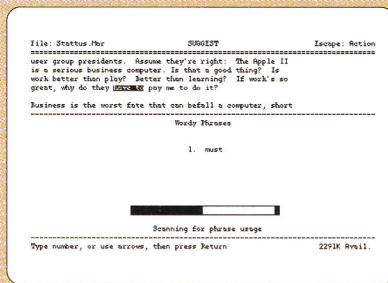 File: Stattus.Mar SUGGIST Escape: Action
user group presidents. Assume they're right: The Apple II
is a serious business computer. Is that a good thing? Is
work better than play? Better than learning? If work's so
great, why do they have to pay me to do it?
Business is the worst fate that can befall a computer, short
Wordy Phrases
1. must
Scanning for phrase usage
Type number, or use arrows, then press Return 2291K Avail.